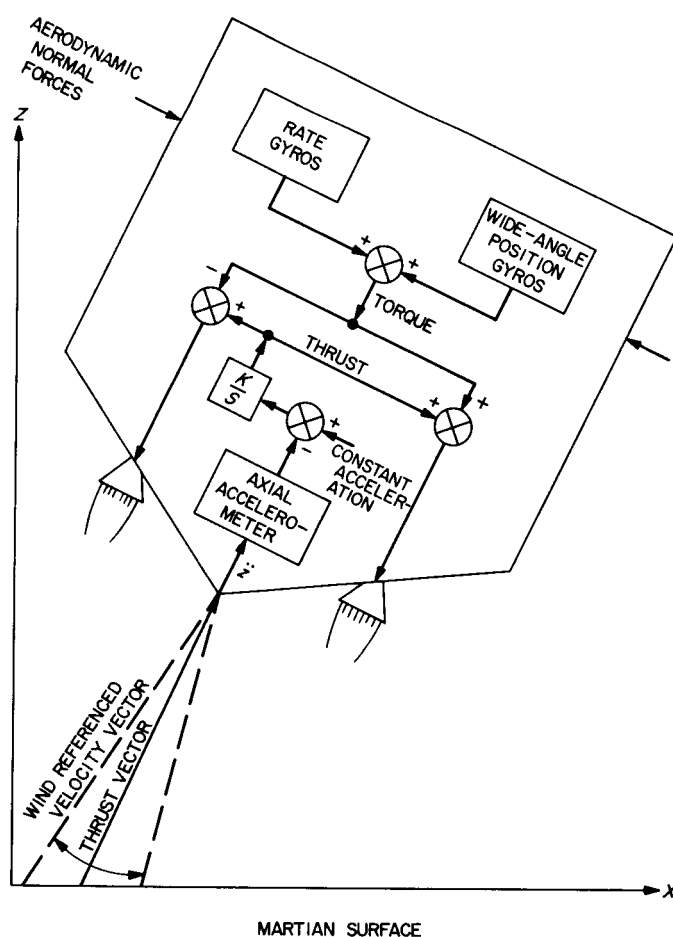 AERODYNAMIC
NORMAL
FORCES
Z
RATE
GYROS
WIDE-ANGLE
POSITION
GYROS
+
+
TORQUE
-
+
THRUST
K
S
+
+
+
-
CONSTANT
ACCELER-
ATION
AXIAL
ACCELERO-
METER
z̈
WIND REFERENCED
VELOCITY VECTOR
THRUST VECTOR
X
MARTIAN SURFACE